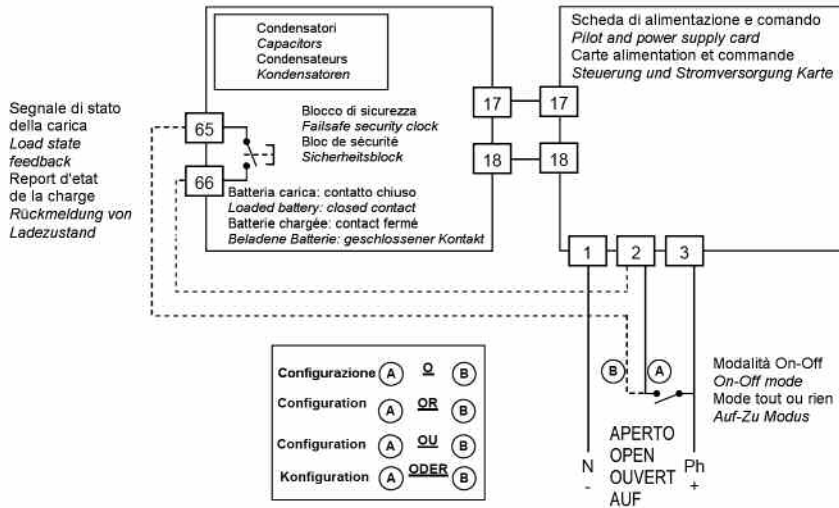 Condensatori
Capacitors
Condensateurs
Kondensatoren
Scheda di alimentazione e comando
Pilot and power supply card
Carte alimentation et commande
Steuerung und Stromversorgung Karte
Segnale di stato
della carica
Load state
feedback
Report d'etat
de la charge
Rückmeldung von
Ladezustand
65
66
Blocco di sicurezza
Failsafe security clock
Bloc de sécurité
Sicherheitsblock
17
17
18
18
Batteria carica: contatto chiuso
Loaded battery: closed contact
Batterie chargée: contact fermé
Beladene Batterie: geschlossener Kontakt
1 2 3
B A
Modalità On-Off
On-Off mode
Mode tout ou rien
Auf-Zu Modus
Configurazione A O B
Configuration A OR B
Configuration A OU B
Konfiguration A ODER B
APERTO
OPEN
OUVERT
AUF
N
-
Ph
+